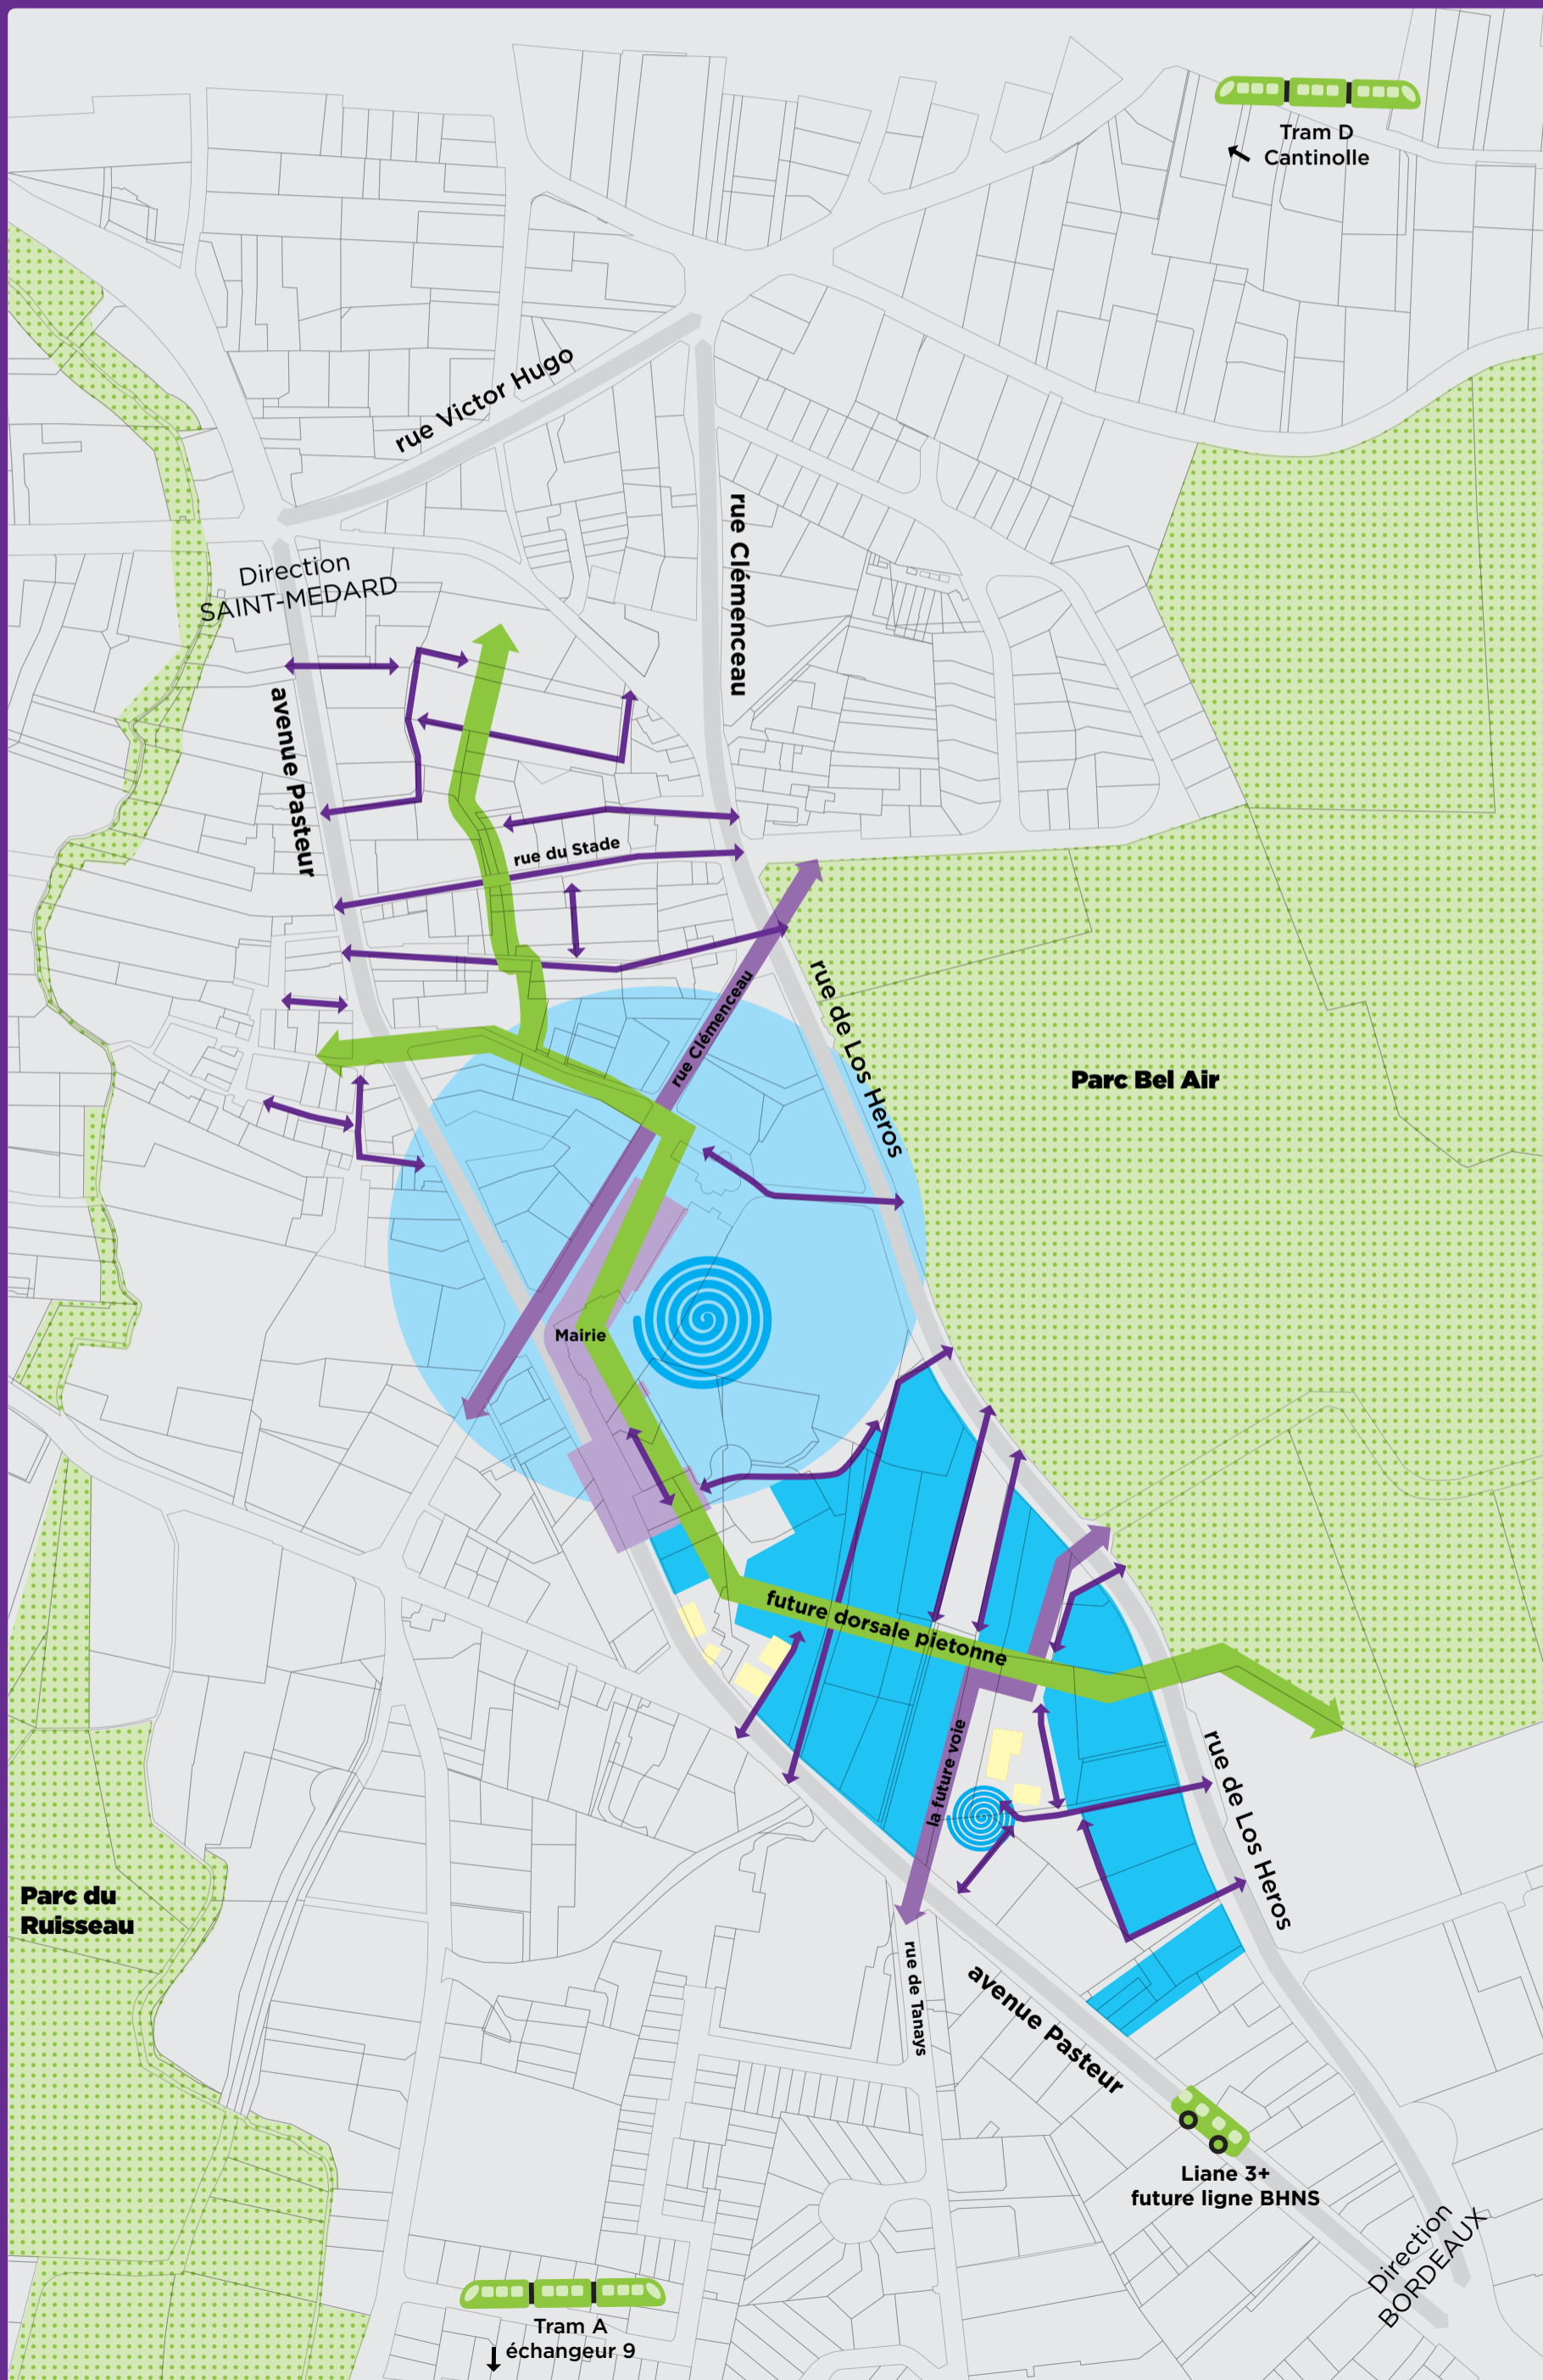 Tram D
Cantinolle
rue Victor Hugo
rue Clémenceau
Direction
SAINT-MEDARD
avenue Pasteur
rue du Stade
rue de Los Heros
rue Clémenceau
Parc Bel Air
Mairie
future dorsale pietonne
la future voie
rue de Los Heros
Parc du
Ruisseau
rue de Tanays
avenue Pasteur
Liane 3+
future ligne BHNS
Direction
BORDEAUX
Tram A
échangeur 9